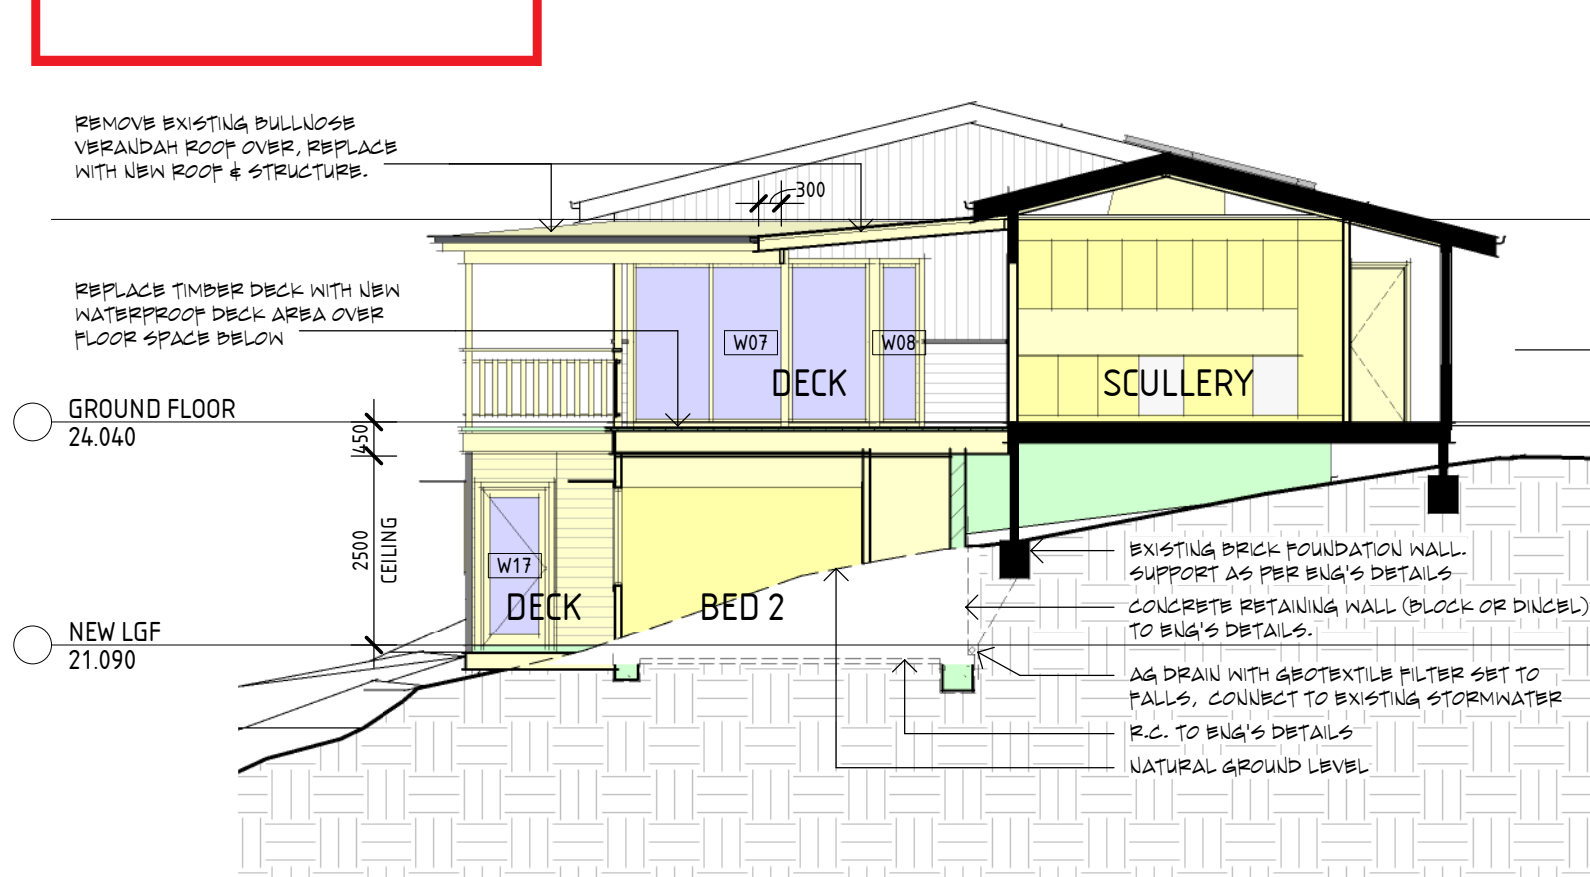 REMOVE EXISTING BULLNOSE
VERANDAH ROOF OVER, REPLACE
WITH NEW ROOF & STRUCTURE.
300
REPLACE TIMBER DECK WITH NEW
WATERPROOF DECK AREA OVER
FLOOR SPACE BELOW
W07
W08
DECK
SCULLERY
GROUND FLOOR
24.040
450
2500
CEILING
W17
DECK
BED 2
NEW LGF
21.090
EXISTING BRICK FOUNDATION WALL.
SUPPORT AS PER ENG'S DETAILS
CONCRETE RETAINING WALL (BLOCK OR DINCEL)
TO ENG'S DETAILS.
AG DRAIN WITH GEOTEXTILE FILTER SET TO
FALLS, CONNECT TO EXISTING STORMWATER
R.C. TO ENG'S DETAILS
NATURAL GROUND LEVEL